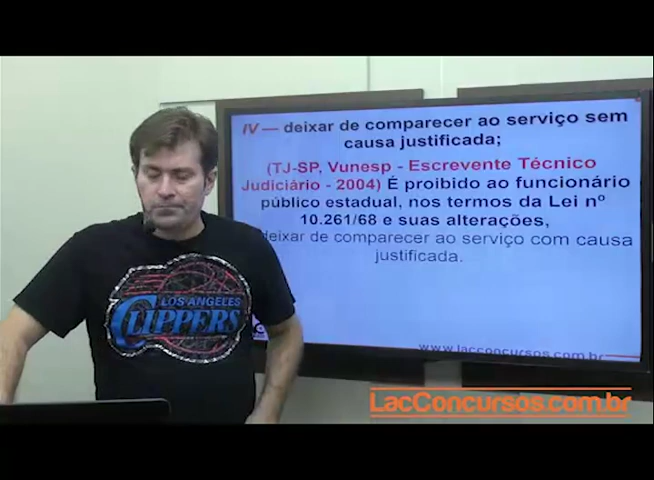 IV — deixar de comparecer ao serviço sem
causa justificada;
(TJ-SP, Vunesp - Escrevente Técnico
Judiciário - 2004) É proibido ao funcionário
público estadual, nos termos da Lei nº
10.261/68 e suas alterações,
deixar de comparecer ao serviço com causa
justificada.
LOS ANGELES
CLIPPERS
www.lacconcursos.com.br
LacConcursos.com.br